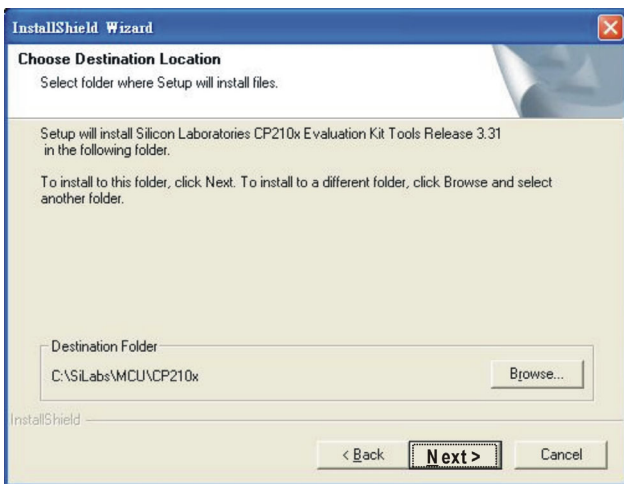 InstallShield Wizard
Choose Destination Location
Select folder where Setup will install files.
Setup will install Silicon Laboratories CP210x Evaluation Kit Tools Release 3.31
in the following folder.
To install to this folder, click Next. To install to a different folder, click Browse and select
another folder.
Destination Folder
C:\SiLabs\MCU\CP210x
Browse...
InstallShield
< Back
Next >
Cancel